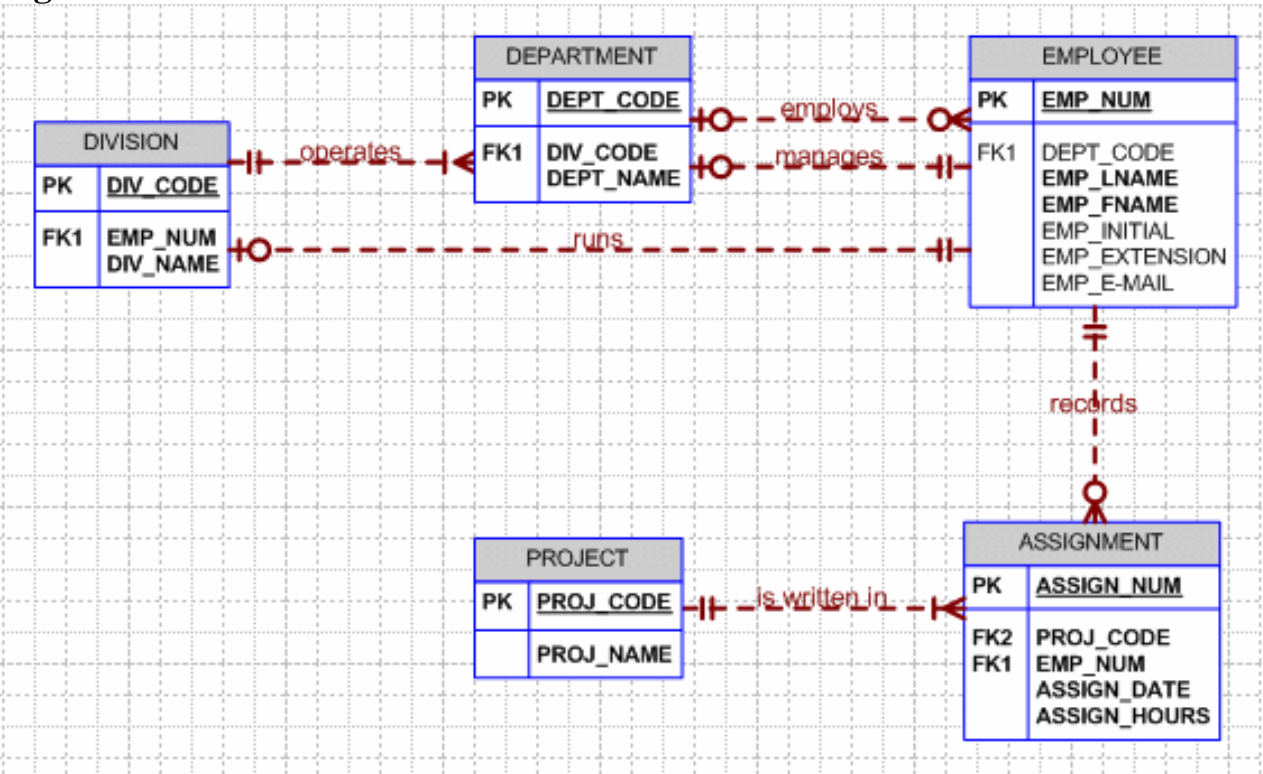 DEPARTMENT
PK DEPT_CODE
FK1 DIV_CODE
DEPT_NAME
EMPLOYEE
PK EMP_NUM
FK1 DEPT_CODE
EMP_LNAME
EMP_FNAME
EMP_INITIAL
EMP_EXTENSION
EMP_E-MAIL
employs
manages
DIVISION
PK DIV_CODE
FK1 EMP_NUM
DIV_NAME
operates
runs
records
PROJECT
PK PROJ_CODE
PROJ_NAME
is written in
ASSIGNMENT
PK ASSIGN_NUM
FK2 PROJ_CODE
FK1 EMP_NUM
ASSIGN_DATE
ASSIGN_HOURS